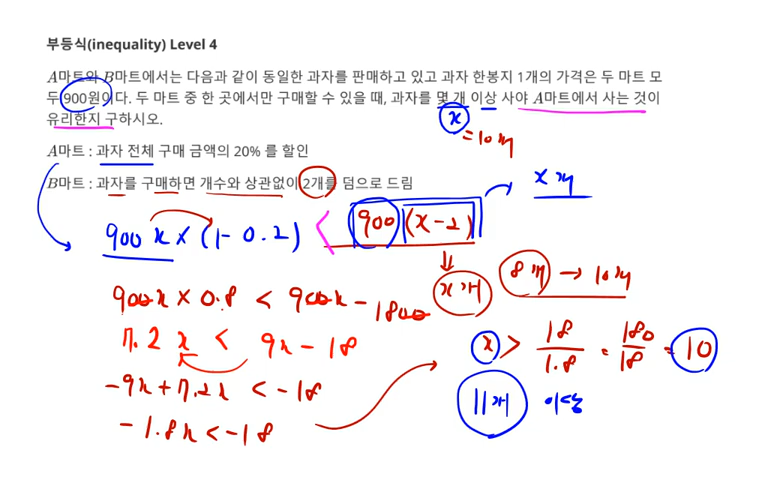 부등식(inequality) Level 4
A마트와 B마트에서는 다음과 같이 동일한 과자를 판매하고 있고 과자 한봉지 1개의 가격은 두 마트 모
두 900원이다. 두 마트 중 한 곳에서만 구매할 수 있을 때, 과자를 몇 개 이상 사야 A마트에서 사는 것이
유리한지 구하시오.
x
= 10개
A마트 : 과자 전체 구매 금액의 20% 를 할인
B마트 : 과자를 구매하면 개수와 상관없이 2개를 덤으로 드림
x개
900 x × (1 - 0.2) < 900 (x - 2)
x개
8개 → 10개
900x × 0.8 < 900x - 1800
7.2 x < 9x - 18
x > 18/1.8 = 180/18 = 10
-9x + 7.2x < -18
11개 이상
-1.8x < -18